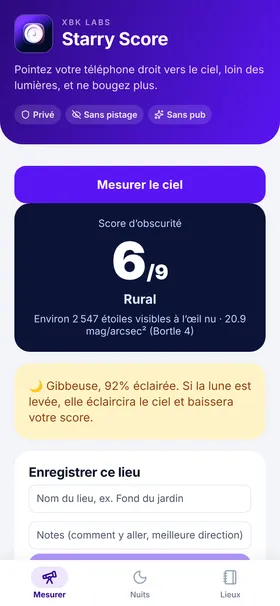 XBK LABS
Starry Score
Pointez votre téléphone droit vers le ciel, loin des
lumières, et ne bougez plus.
Privé
Sans pistage
Sans pub
Mesurer le ciel
Score d'obscurité
6/9
Rural
Environ 2 547 étoiles visibles à l'œil nu · 20.9
mag/arcsec² (Bortle 4)
🌙 Gibbeuse, 92% éclairée. Si la lune est
levée, elle éclaircira le ciel et baissera
votre score.
Enregistrer ce lieu
Nom du lieu, ex. Fond du jardin
Notes (comment y aller, meilleure direction)
Mesurer
Nuits
Lieux